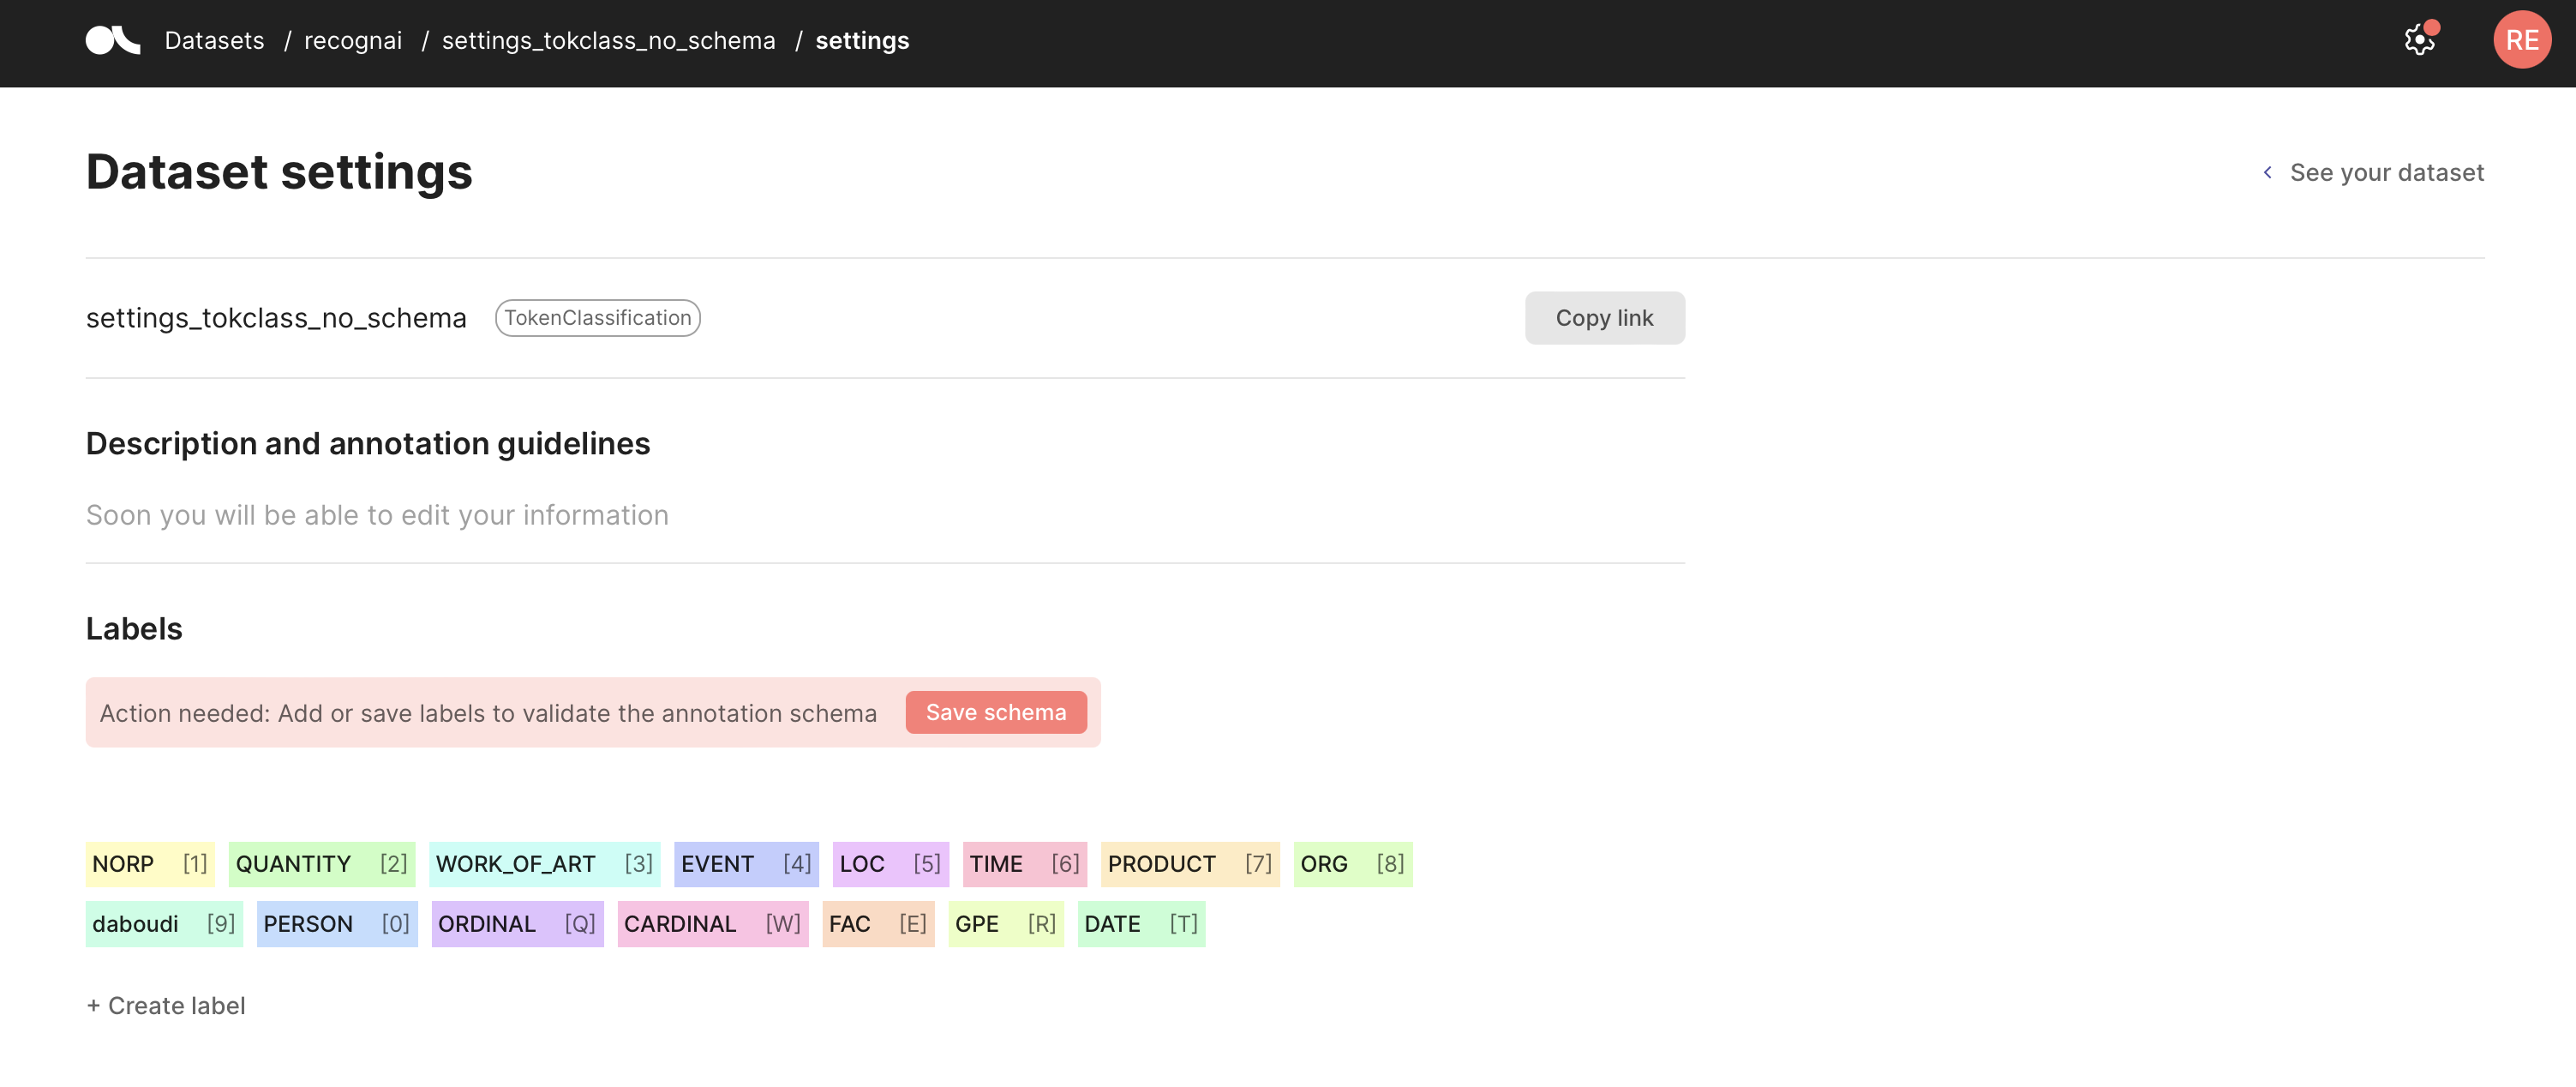 Datasets / recognai / settings_tokclass_no_schema / settings
RE
Dataset settings
< See your dataset
settings_tokclass_no_schema TokenClassification Copy link
Description and annotation guidelines
Soon you will be able to edit your information
Labels
Action needed: Add or save labels to validate the annotation schema Save schema
NORP [1] QUANTITY [2] WORK_OF_ART [3] EVENT [4] LOC [5] TIME [6] PRODUCT [7] ORG [8]
daboudi [9] PERSON [0] ORDINAL [Q] CARDINAL [W] FAC [E] GPE [R] DATE [T]
+ Create label